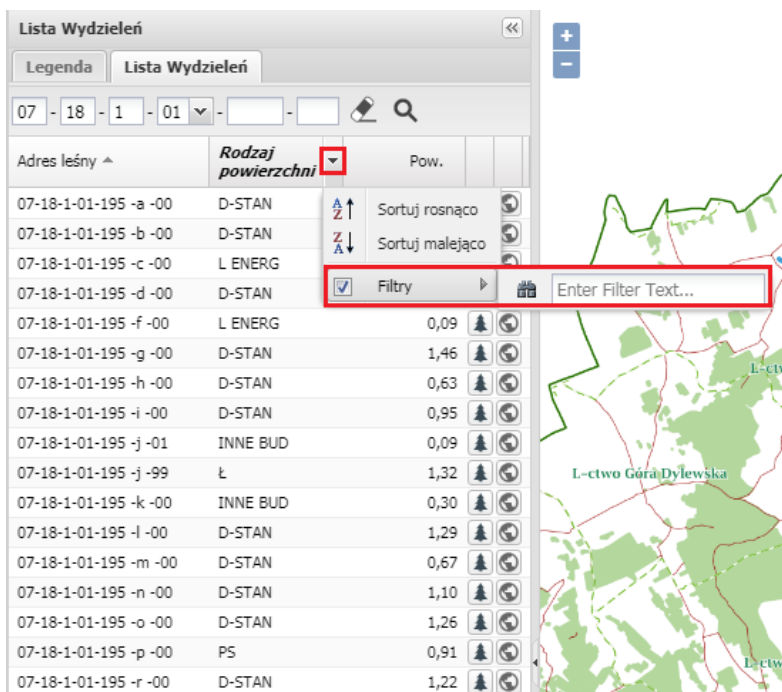 Lista Wydzieleń
Legenda Lista Wydzieleń
07 - 18 - 1 - 01 - -
Adres leśny Rodzaj powierzchni Pow.
07-18-1-01-195 -a -00 D-STAN
07-18-1-01-195 -b -00 D-STAN
07-18-1-01-195 -c -00 L ENERG
07-18-1-01-195 -d -00 D-STAN
Sortuj rosnąco
Sortuj malejąco
Filtry Enter Filter Text...
07-18-1-01-195 -f -00 L ENERG 0,09
07-18-1-01-195 -g -00 D-STAN 1,46
07-18-1-01-195 -h -00 D-STAN 0,63
07-18-1-01-195 -i -00 D-STAN 0,95
07-18-1-01-195 -j -01 INNE BUD 0,09
07-18-1-01-195 -j -99 Ł 1,32
07-18-1-01-195 -k -00 INNE BUD 0,30
07-18-1-01-195 -l -00 D-STAN 1,29
07-18-1-01-195 -m -00 D-STAN 0,67
07-18-1-01-195 -n -00 D-STAN 1,10
07-18-1-01-195 -o -00 D-STAN 1,26
07-18-1-01-195 -p -00 PS 0,91
07-18-1-01-195 -r -00 D-STAN 1,22
L-ctwo Góra Dylewska